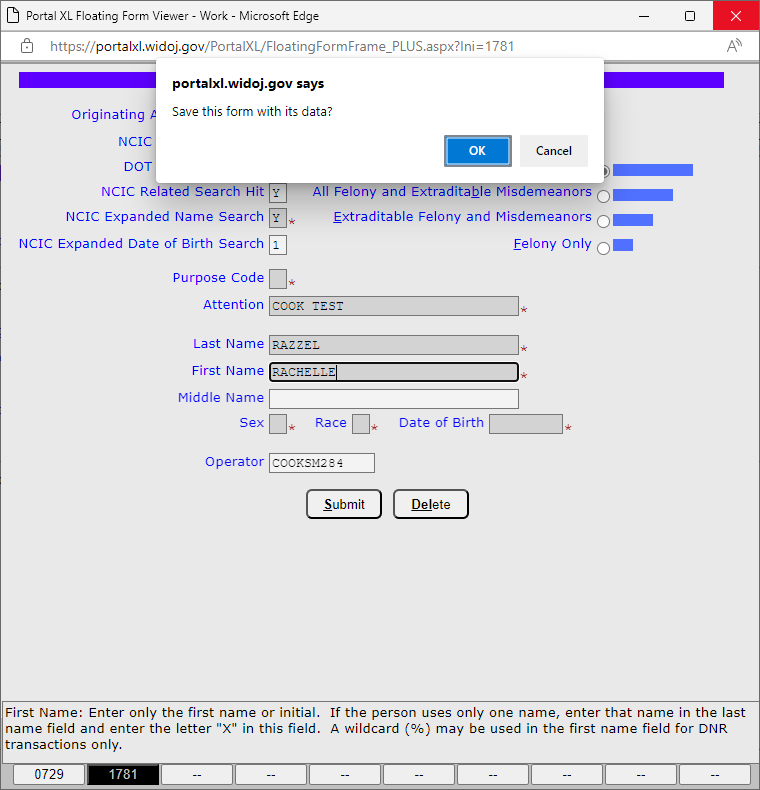 Portal XL Floating Form Viewer - Work - Microsoft Edge
https://portalxl.widoj.gov/PortalXL/FloatingFormFrame_PLUS.aspx?lni=1781
portalxl.widoj.gov says
Save this form with its data?
OK Cancel
Originating
NCIC
DOT
NCIC Related Search Hit Y All Felony and Extraditable Misdemeanors
NCIC Expanded Name Search Y * Extraditable Felony and Misdemeanors
NCIC Expanded Date of Birth Search 1 Felony Only
Purpose Code *
Attention COOK TEST *
Last Name RAZZEL *
First Name RACHELLE *
Middle Name
Sex * Race * Date of Birth *
Operator COOKSM284
Submit Delete
First Name: Enter only the first name or initial. If the person uses only one name, enter that name in the last
name field and enter the letter "X" in this field. A wildcard (%) may be used in the first name field for DNR
transactions only.
0729 1781 -- -- -- -- -- -- -- --